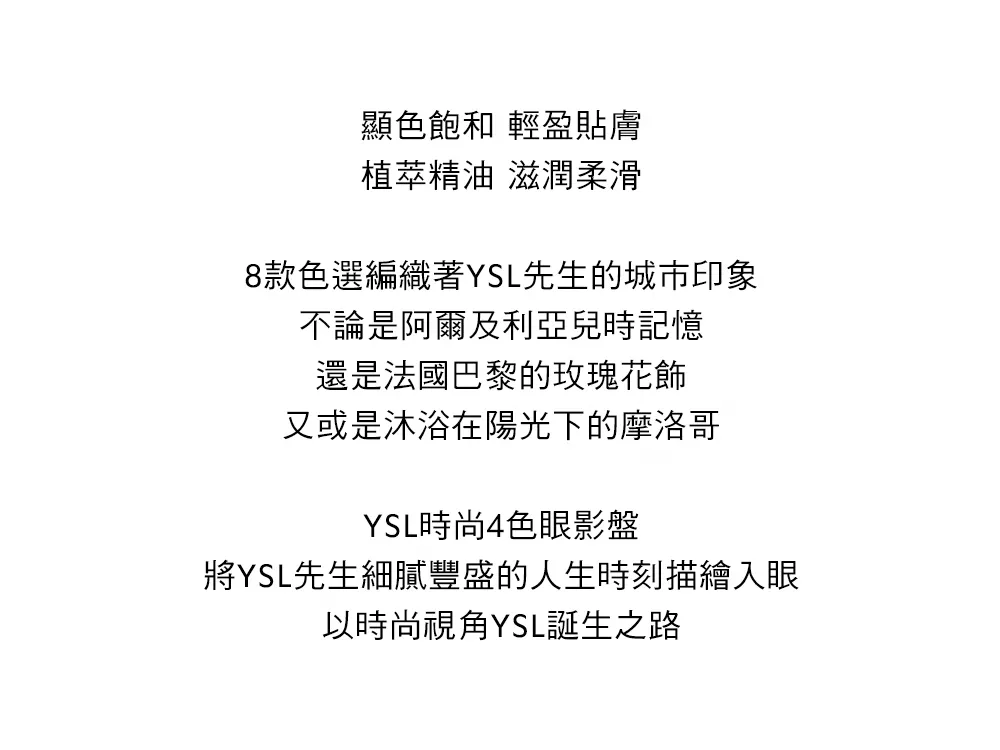 顯色飽和 輕盈貼膚
植萃精油 滋潤柔滑
8款色選編織著YSL先生的城市印象
不論是阿爾及利亞兒時記憶
還是法國巴黎的玫瑰花飾
又或是沐浴在陽光下的摩洛哥
YSL時尚4色眼影盤
將YSL先生細膩豐盛的人生時刻描繪入眼
以時尚視角YSL誕生之路